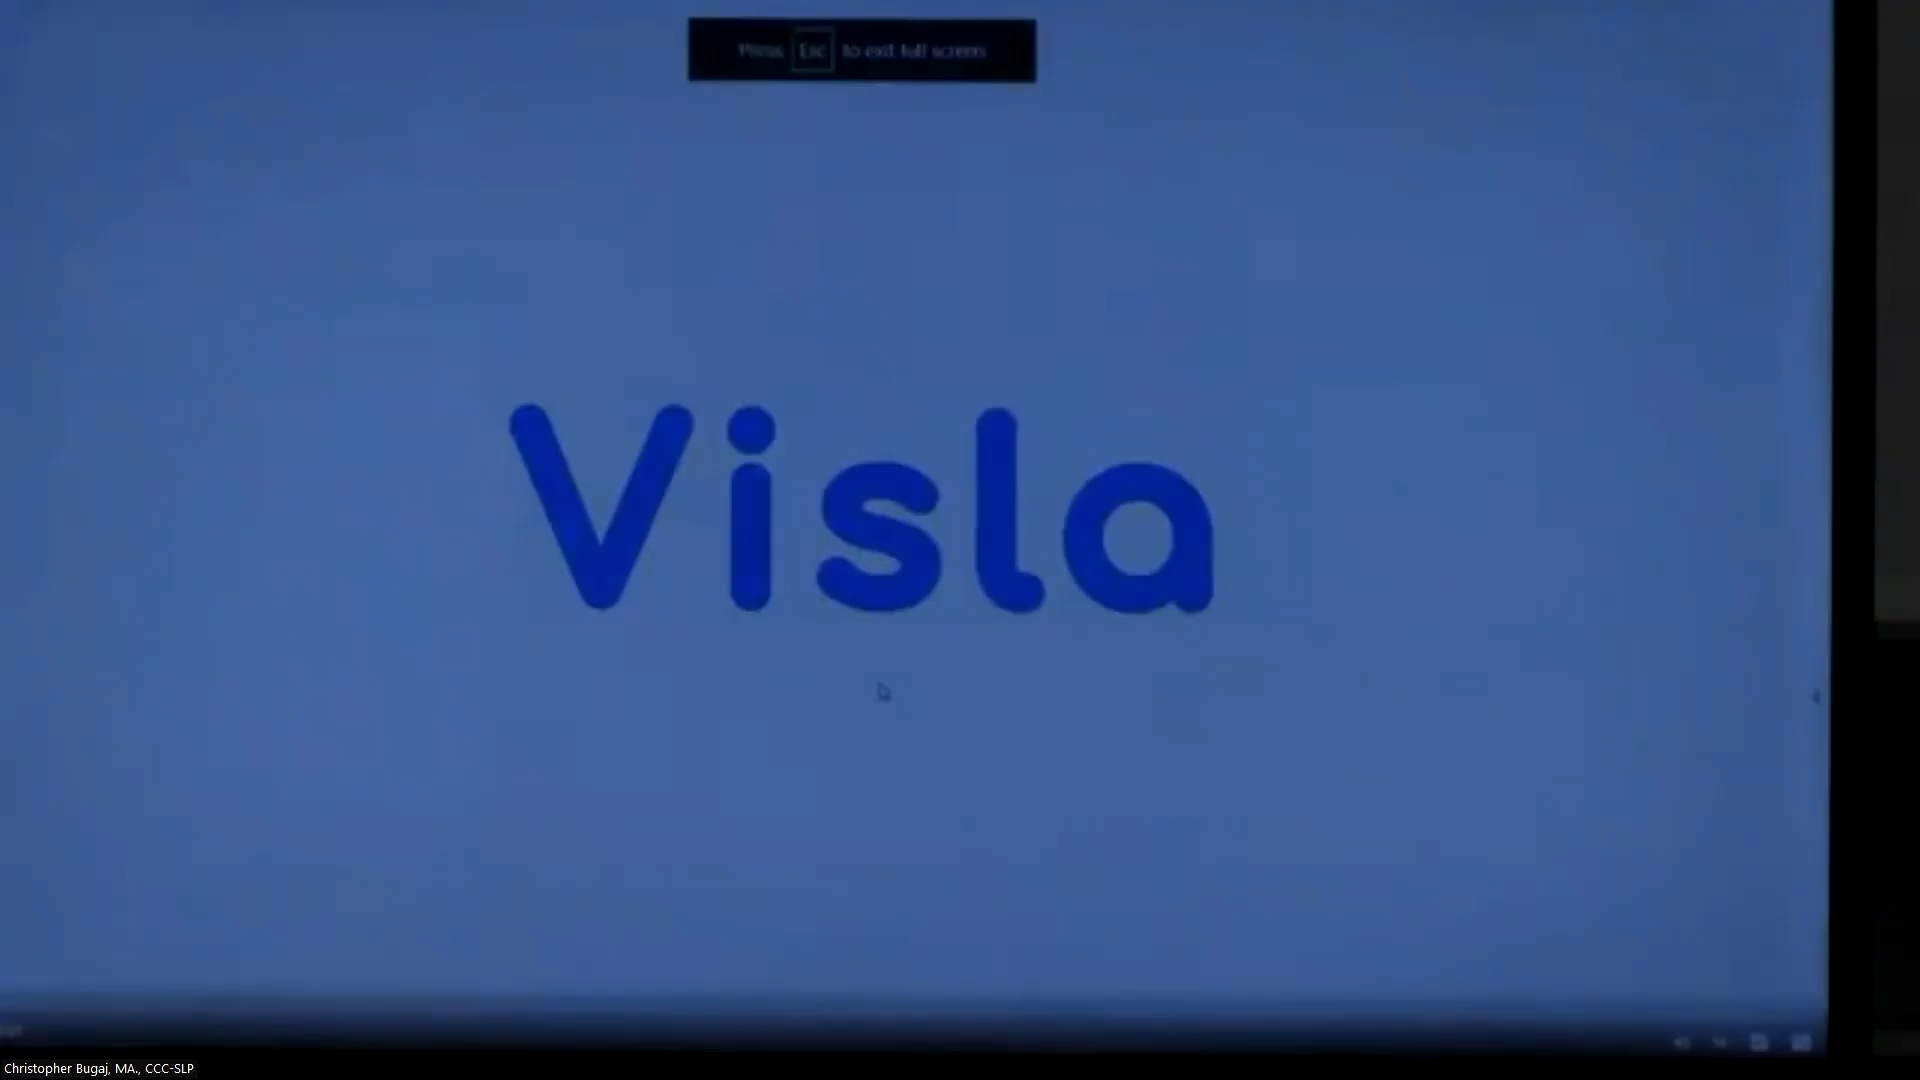 Press Esc to exit full screen
Visla
Christopher Bugaj, MA., CCC-SLP